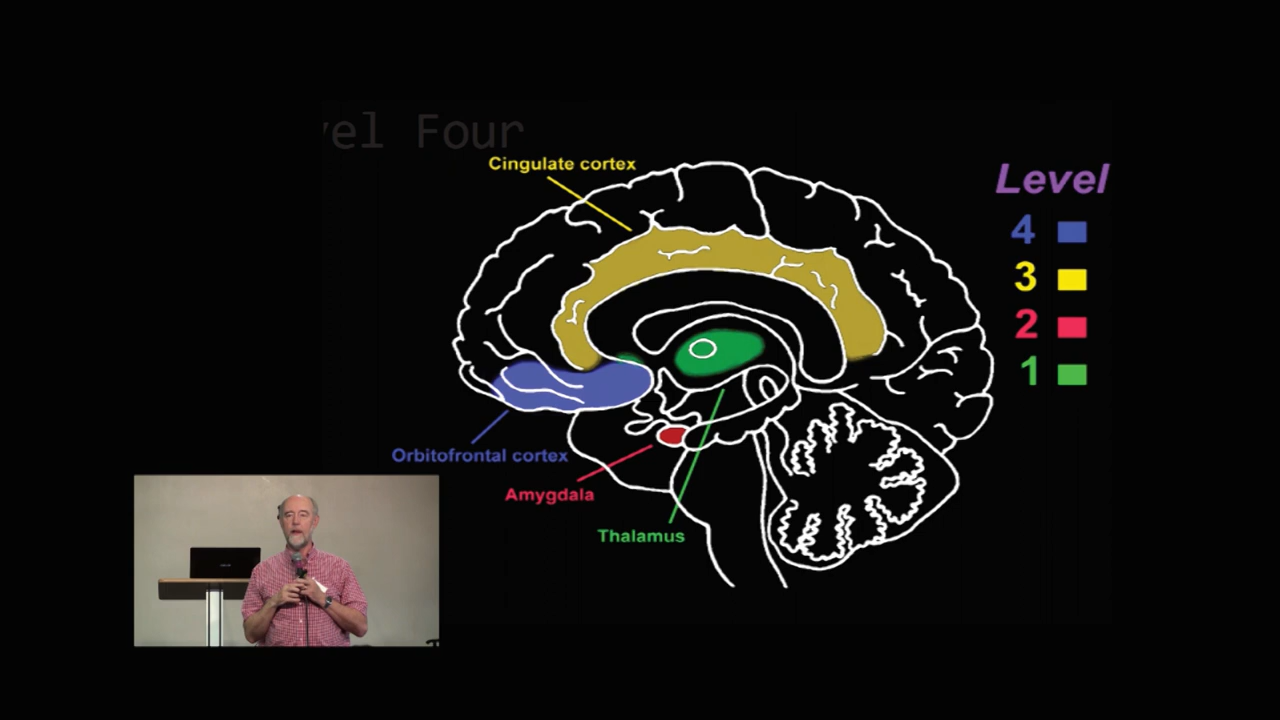 vel Four
Cingulate cortex
Level
4
3
2
1
Orbitofrontal cortex
Amygdala
Thalamus